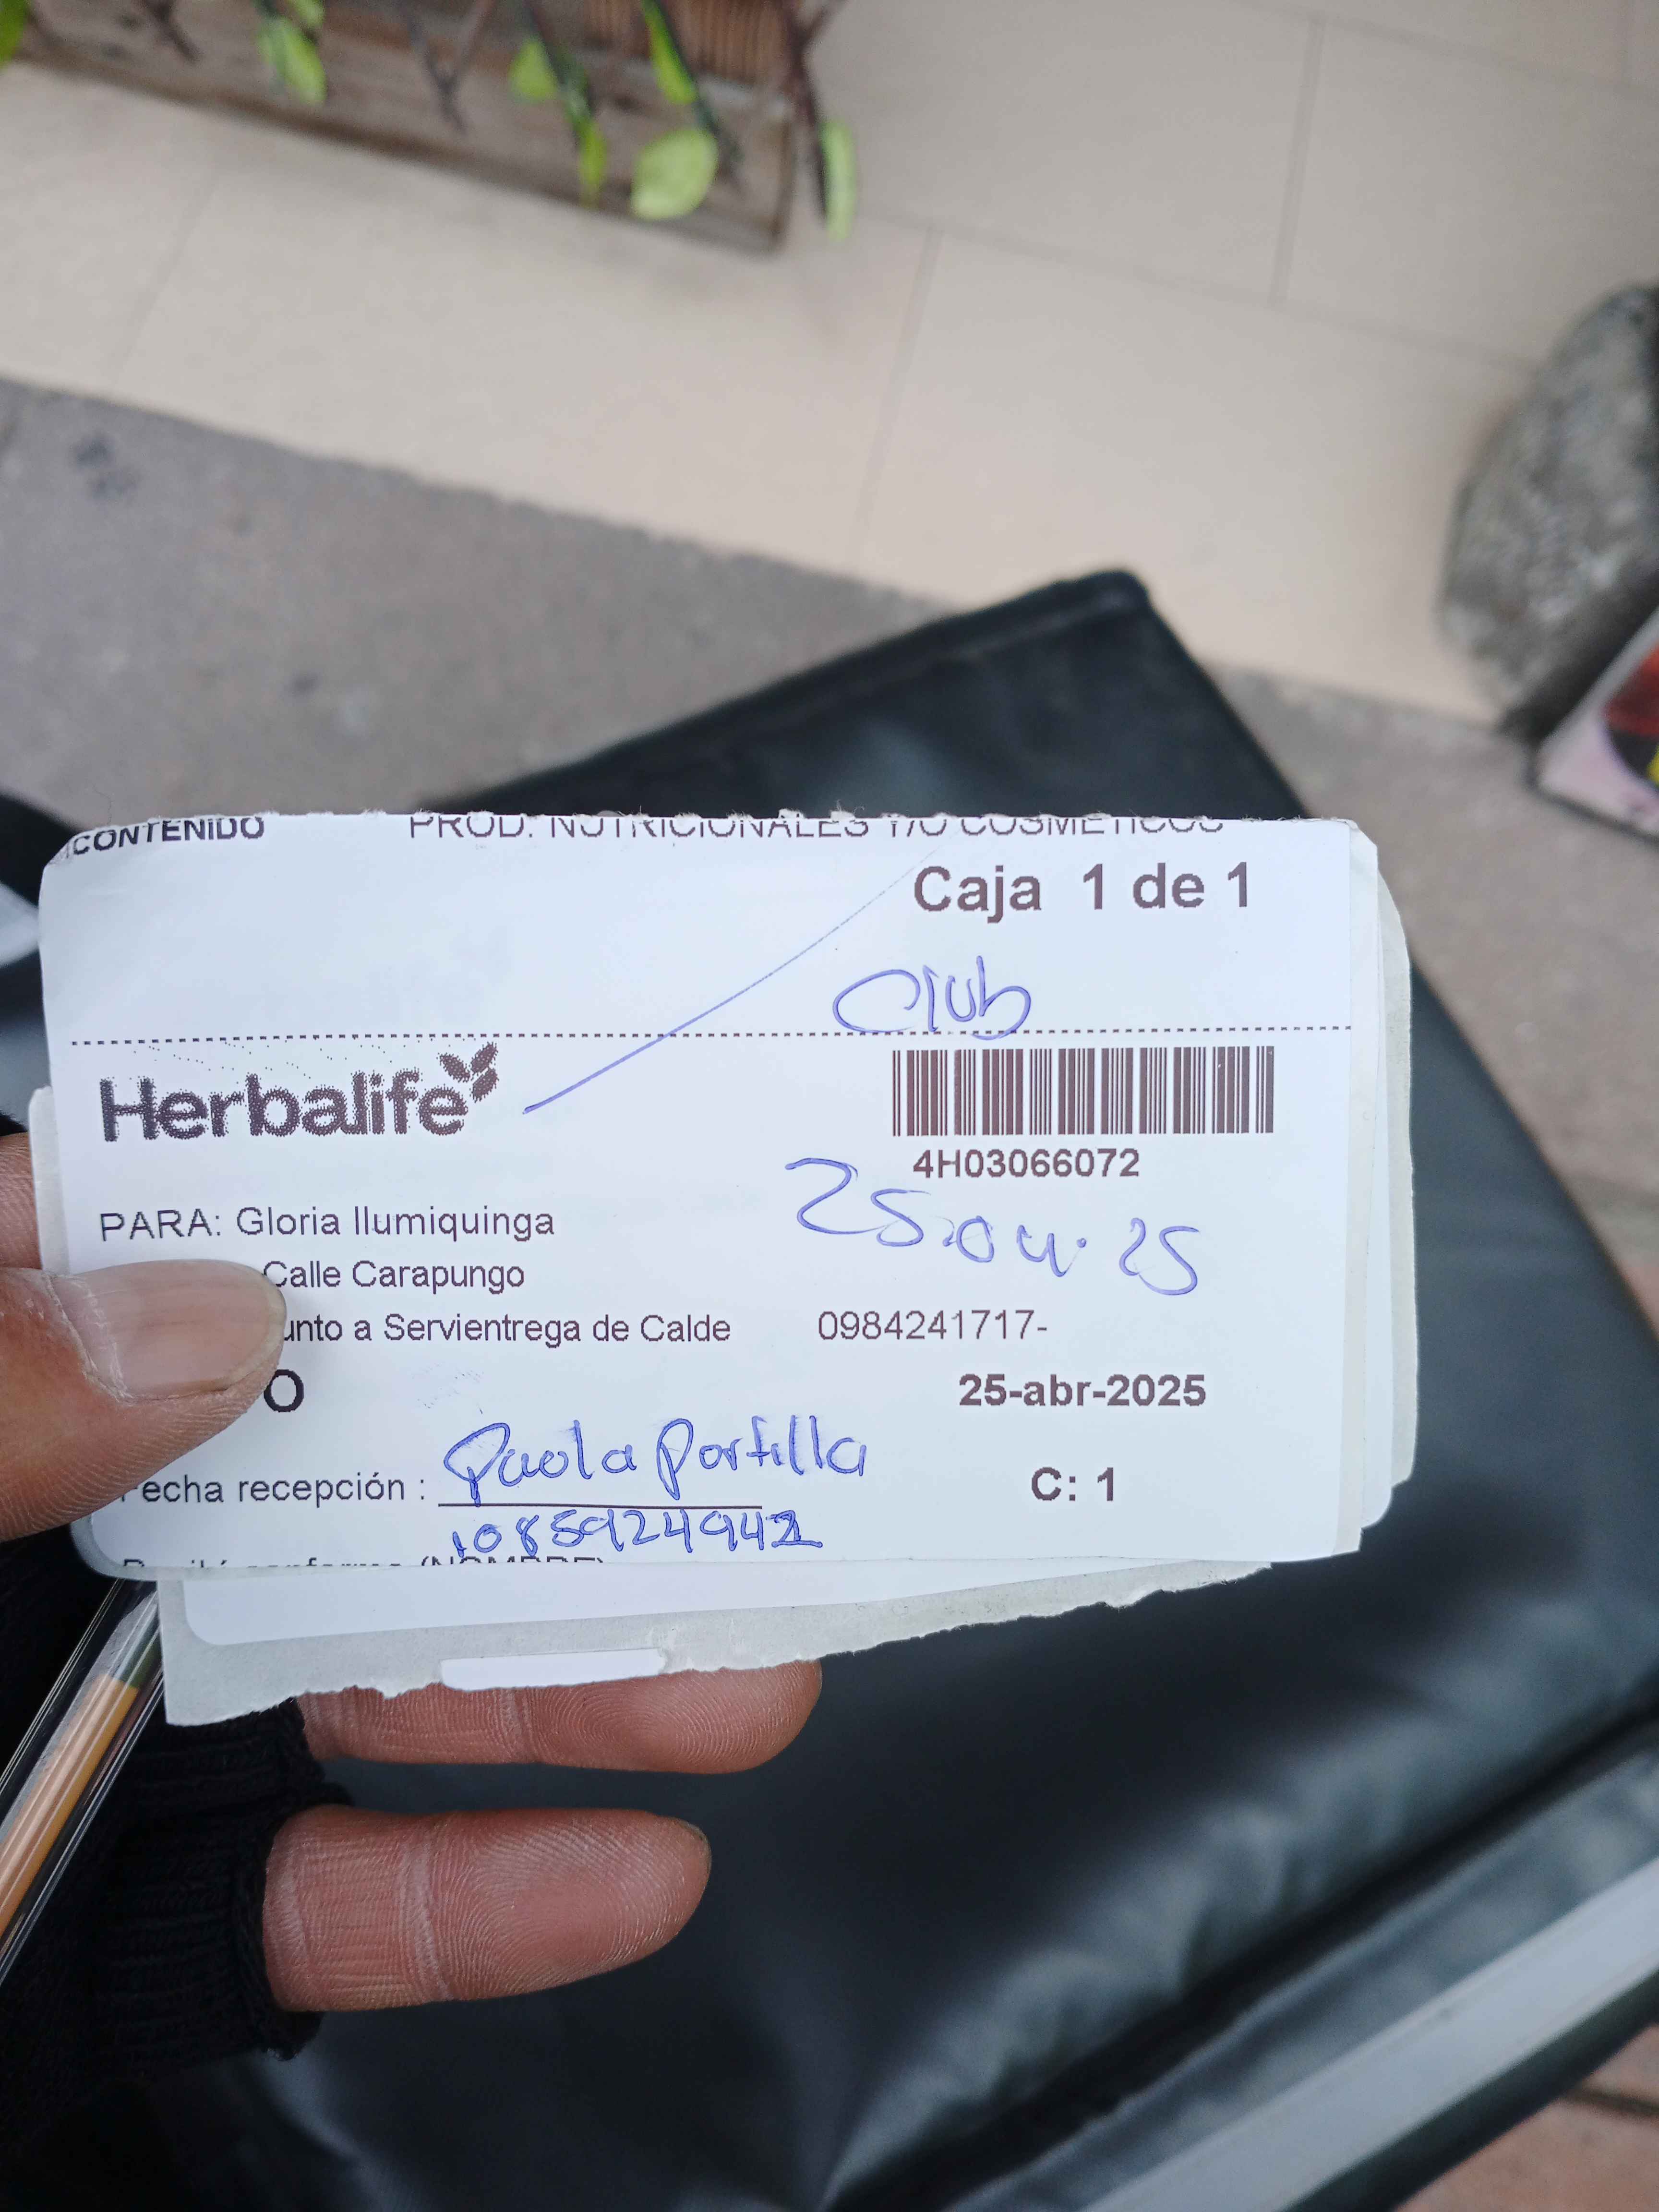 CONTENIDO PROD. NUTRICIONALES Y/O COSMETICOS
Caja 1 de 1
Club
Herbalife
4H03066072
25.04.25
PARA: Gloria Ilumiquinga
Calle Carapungo
unto a Servientrega de Calde 0984241717-
O 25-abr-2025
Paola Portilla
Fecha recepción : C: 1